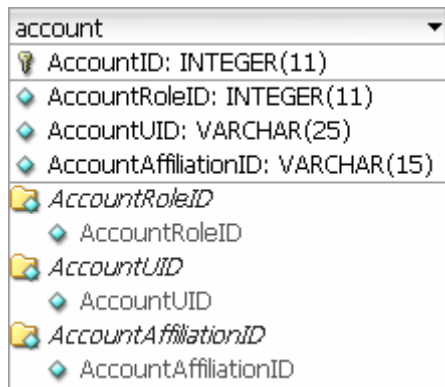 account
AccountID: INTEGER(11)
AccountRoleID: INTEGER(11)
AccountUID: VARCHAR(25)
AccountAffiliationID: VARCHAR(15)
AccountRoleID
AccountRoleID
AccountUID
AccountUID
AccountAffiliationID
AccountAffiliationID